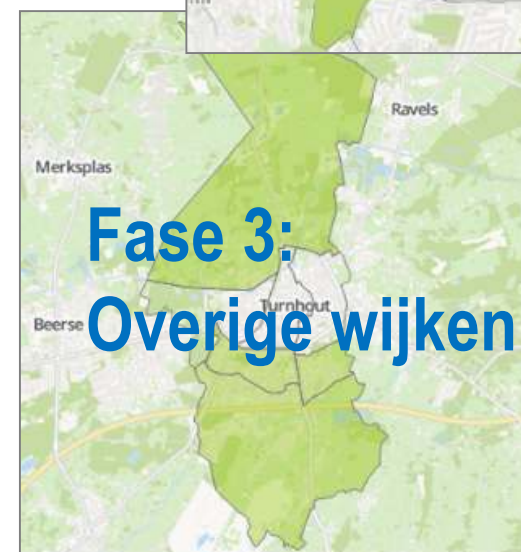 Ravels
Merksplas
Fase 3:
Turnhout
Beerse
Overige wijken